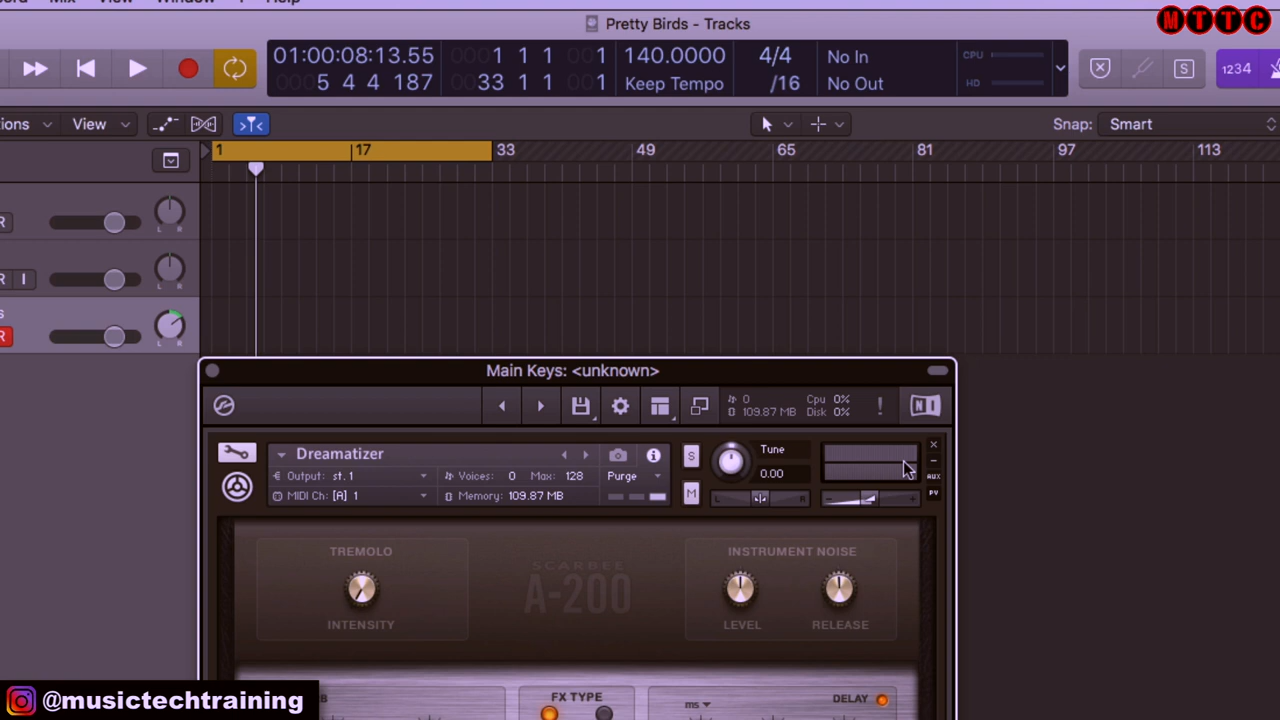 Mix
View
Window
Help
Pretty Birds - Tracks
MTTC
01:00:08:13.55
5 4 4 187
1 1 1 001
0033 1 1 001
140.0000
Keep Tempo
4/4
/16
No In
No Out
CPU
HD
S
1234
ions
View
Snap:
Smart
1
17
33
49
65
81
97
113
R
L R
R
I
L R
s
R
L R
Main Keys: <unknown>
0
109.87 MB
Cpu 0%
Disk 0%
!
NI
Dreamatizer
Output: st.1
Voices: 0 Max: 128
Purge
MIDI Ch: [A] 1
Memory: 109.87 MB
S
M
Tune
0.00
L
R
AUX
PV
TREMOLO
INTENSITY
SCARBEE
A-200
INSTRUMENT NOISE
LEVEL
RELEASE
B
FX TYPE
ms
DELAY
@musictechtraining